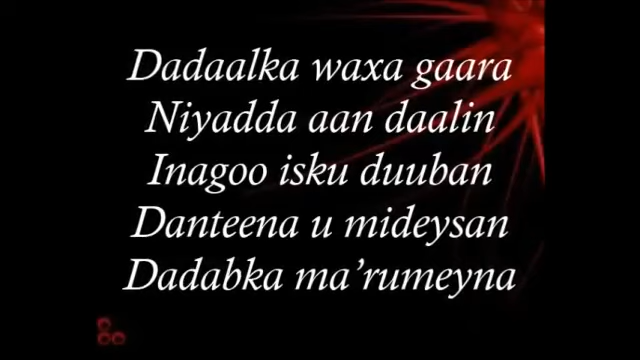 Dadaalka waxa gaara
Niyadda aan daalin
Inagoo isku duuban
Danteena u mideysan
Dadabka ma'rumeyna